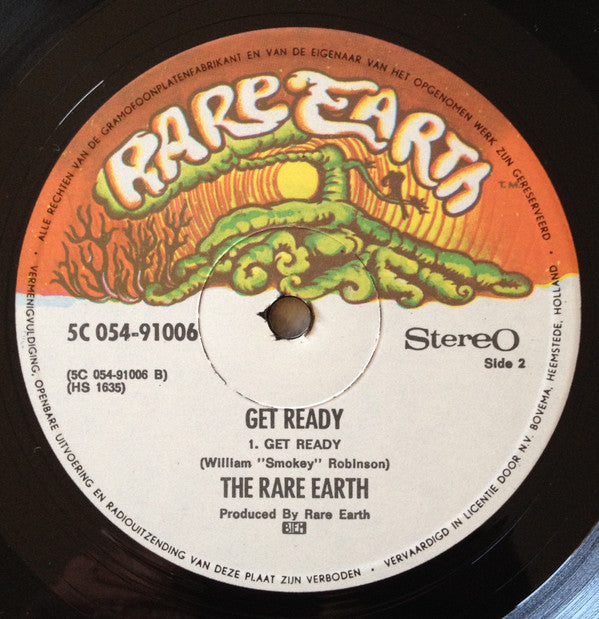 ALLE RECHTEN VAN DE GRAMOFOONPLATENFABRIKANT EN VAN DE EIGENAAR VAN HET OPGENOMEN WERK ZIJN GERESERVEERD •
RARE EARTH
T.M.
5C 054-91006
Stereo
Side 2
(5C 054-91006 B)
(HS 1635)
GET READY
1. GET READY
(William "Smokey" Robinson)
THE RARE EARTH
Produced By Rare Earth
BIEM
• VERMENIGVULDIGING, OPENBARE UITVOERING EN RADIOUITZENDING VAN DEZE PLAAT ZIJN VERBODEN •
VERVAARDIGD IN LICENTIE DOOR N.V. BOVEMA, HEEMSTEDE, HOLLAND